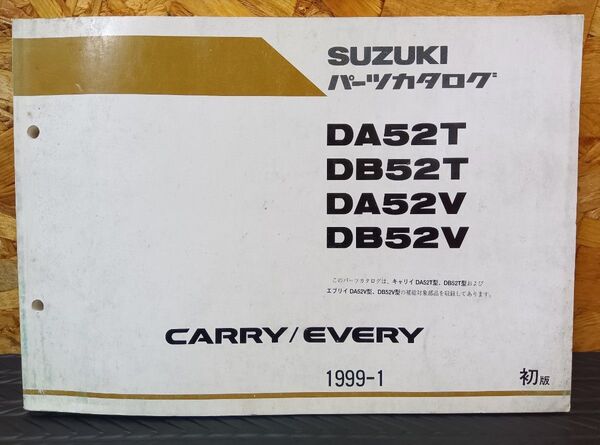 SUZUKI
パーツカタログ
DA52T
DB52T
DA52V
DB52V
このパーツカタログは、キャリイ DA52T型、DB52T型および
エブリイ DA52V型、DB52V型の補給対象部品を収録してあります。
CARRY/EVERY
1999-1
初版